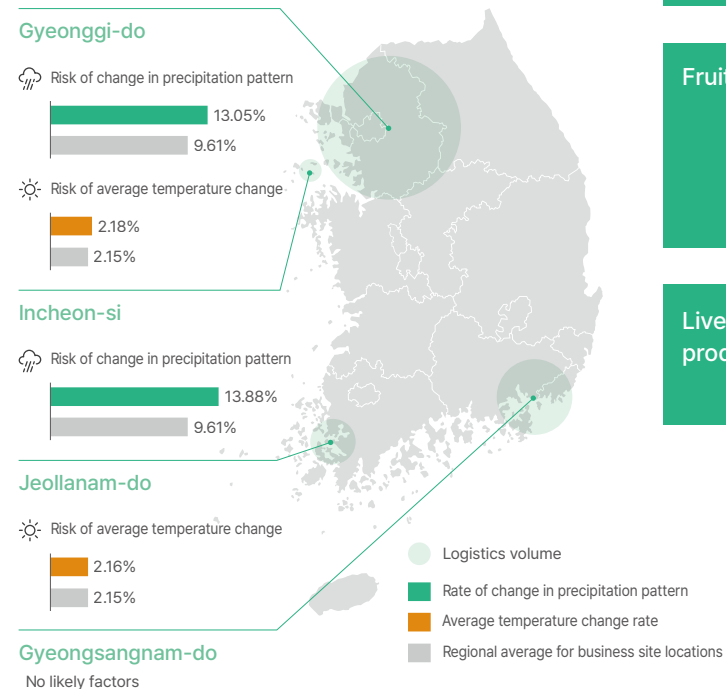 Gyeonggi-do
Risk of change in precipitation pattern
13.05%
9.61%
Risk of average temperature change
2.18%
2.15%
Incheon-si
Risk of change in precipitation pattern
13.88%
9.61%
Jeollanam-do
Risk of average temperature change
2.16%
2.15%
Gyeongsangnam-do
No likely factors
Logistics volume
Rate of change in precipitation pattern
Average temperature change rate
Regional average for business site locations